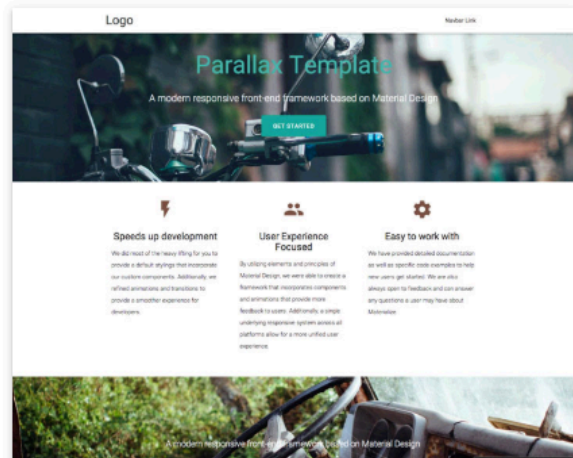 Logo
Navbar Link
Parallax Template
A modern responsive front-end framework based on Material Design
GET STARTED
Speeds up development
We did most of the heavy lifting for you to
provide a default stylings that incorporate
our custom components. Additionally, we
refined animations and transitions to
provide a smoother experience for
developers.
User Experience
Focused
By utilizing elements and principles of
Material Design, we were able to create a
framework that incorporates components
and animations that provide more
feedback to users. Additionally, a single
underlying responsive system across all
platforms allow for a more unified user
experience.
Easy to work with
We have provided detailed documentation
as well as specific code examples to help
new users get started. We are also
always open to feedback and can answer
any questions a user may have about
Materialize.
A modern responsive front-end framework based on Material Design